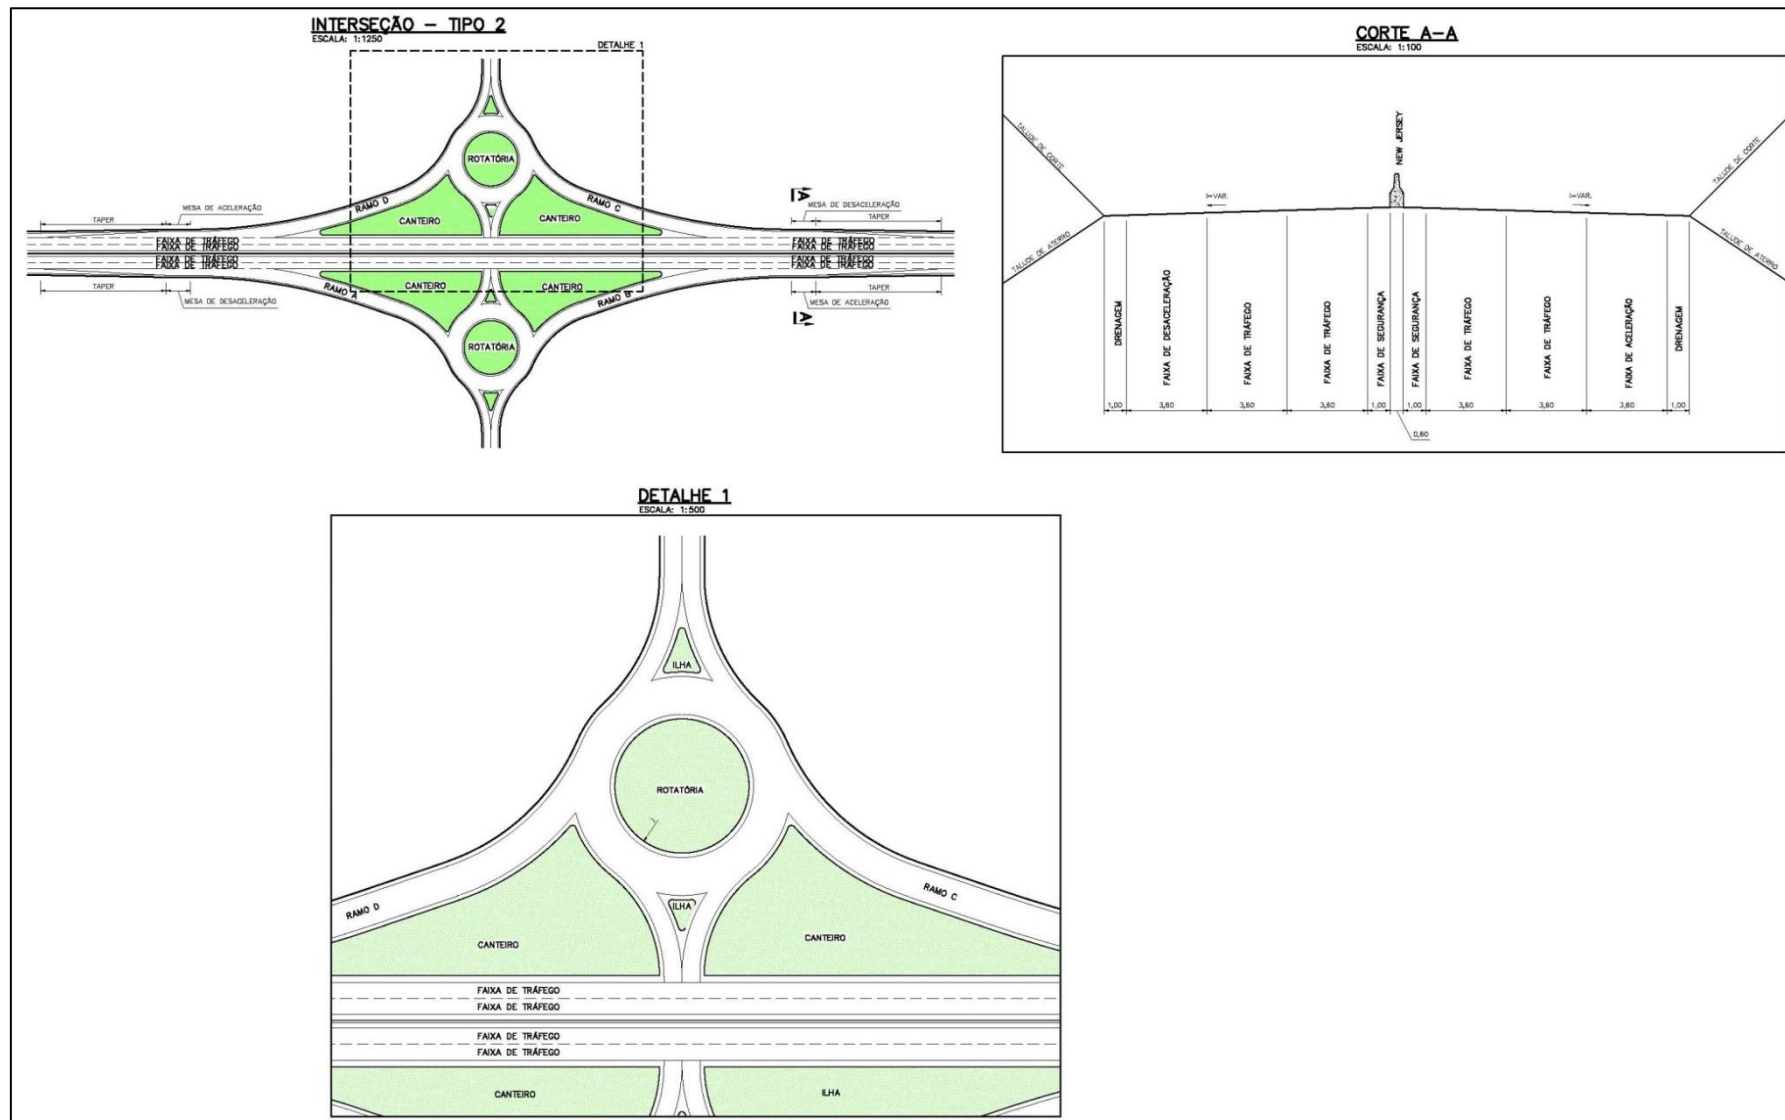 INTERSEÇÃO – TIPO 2
ESCALA: 1:1250
DETALHE 1
ROTATÓRIA
RAMO D
RAMO C
CANTEIRO
CANTEIRO
MESA DE ACELERAÇÃO
TAPER
A
MESA DE DESACELERAÇÃO
TAPER
FAIXA DE TRÁFEGO
FAIXA DE TRÁFEGO
FAIXA DE TRÁFEGO
FAIXA DE TRÁFEGO
FAIXA DE TRÁFEGO
FAIXA DE TRÁFEGO
FAIXA DE TRÁFEGO
FAIXA DE TRÁFEGO
TAPER
MESA DE DESACELERAÇÃO
RAMO A
CANTEIRO
CANTEIRO
RAMO B
TAPER
MESA DE ACELERAÇÃO
A
ROTATÓRIA
CORTE A–A
ESCALA: 1:100
TALUDE DE CORTE
TALUDE DE ATERRO
NEW JERSEY
I=VAR.
I=VAR.
TALUDE DE CORTE
TALUDE DE ATERRO
DRENAGEM
FAIXA DE DESACELERAÇÃO
FAIXA DE TRÁFEGO
FAIXA DE TRÁFEGO
FAIXA DE SEGURANÇA
FAIXA DE SEGURANÇA
FAIXA DE TRÁFEGO
FAIXA DE TRÁFEGO
FAIXA DE ACELERAÇÃO
DRENAGEM
1,00 3,60 3,60 3,60 1,00 1,00 3,60 3,60 3,60 1,00
0,60
DETALHE 1
ESCALA: 1:500
ILHA
ROTATÓRIA
RAMO D
RAMO C
ILHA
CANTEIRO
CANTEIRO
FAIXA DE TRÁFEGO
FAIXA DE TRÁFEGO
FAIXA DE TRÁFEGO
FAIXA DE TRÁFEGO
CANTEIRO
ILHA